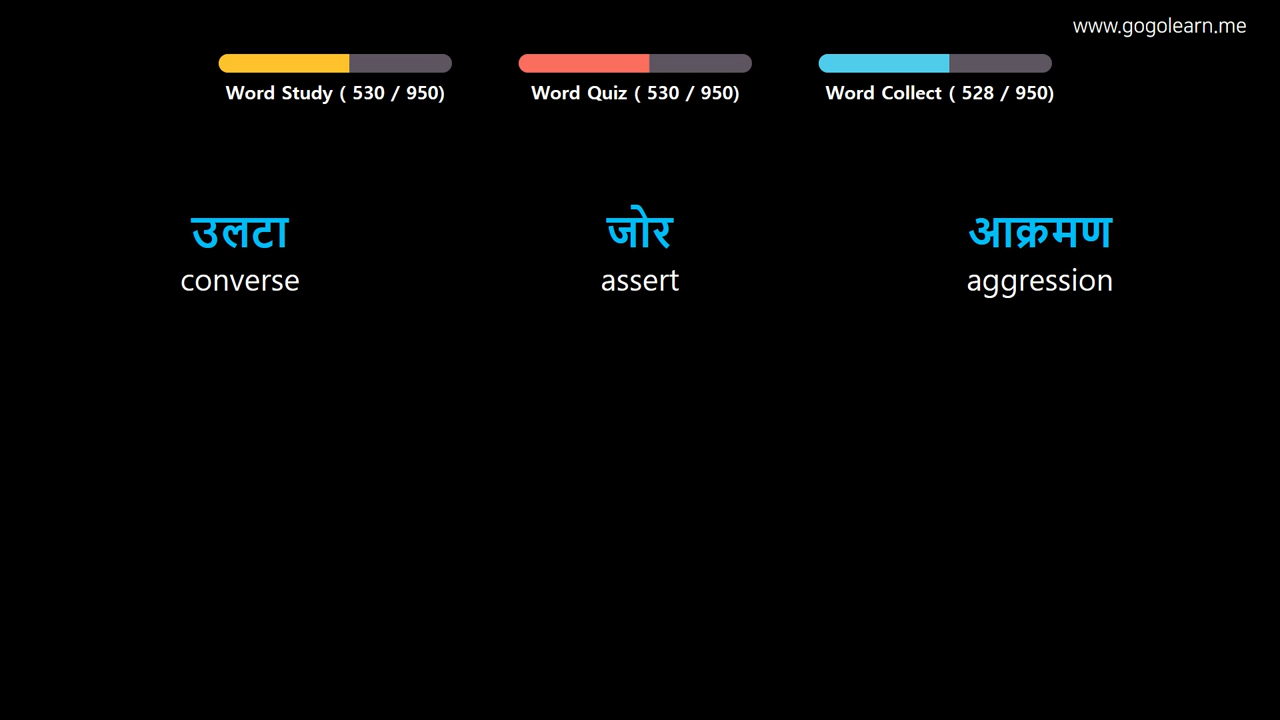 www.gogolearn.me
Word Study ( 530 / 950)
Word Quiz ( 530 / 950)
Word Collect ( 528 / 950)
उलटा
converse
जोर
assert
आक्रमण
aggression